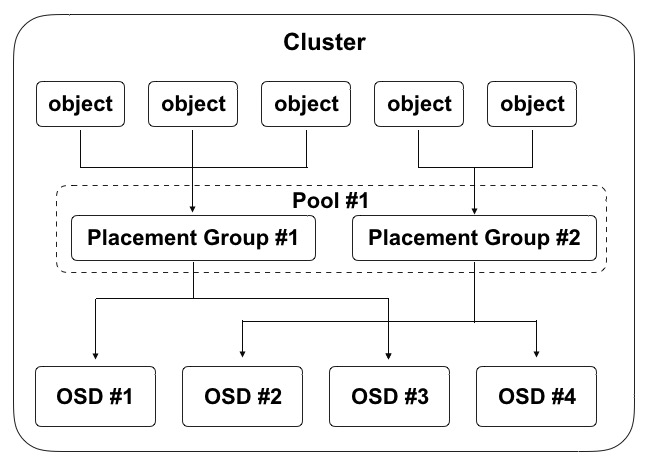 Cluster
object object object object object
Pool #1
Placement Group #1 Placement Group #2
OSD #1 OSD #2 OSD #3 OSD #4